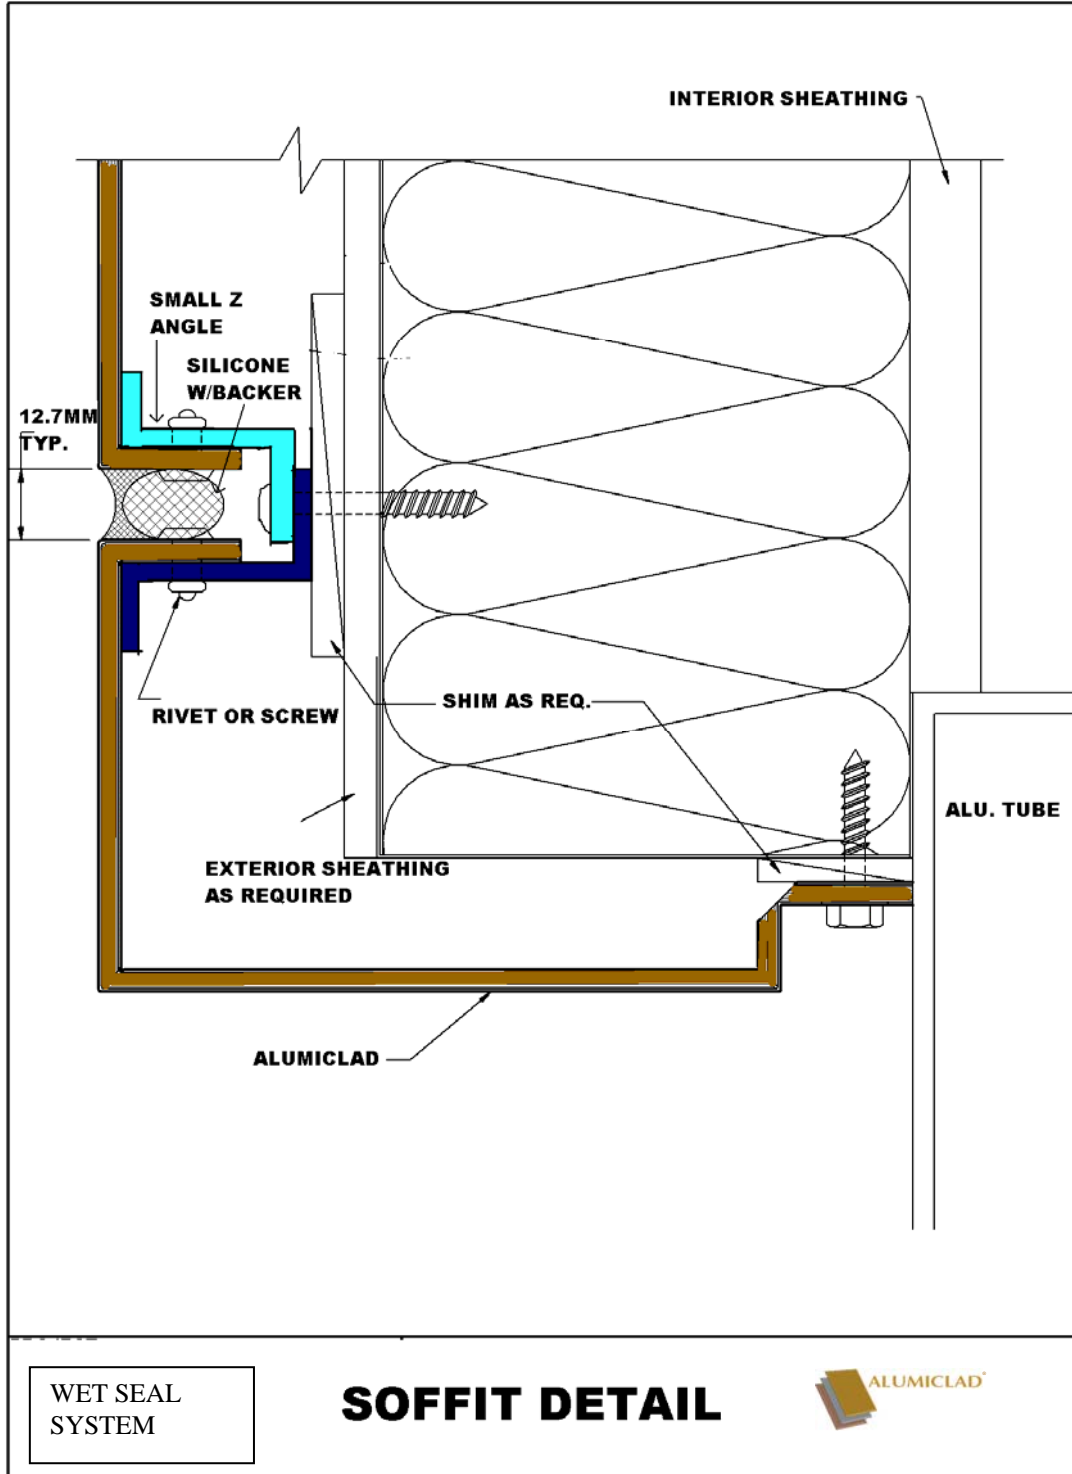 INTERIOR SHEATHING
SMALL Z
ANGLE
SILICONE
W/BACKER
12.7MM
TYP.
RIVET OR SCREW
SHIM AS REQ.
ALU. TUBE
EXTERIOR SHEATHING
AS REQUIRED
ALUMICLAD
WET SEAL
SYSTEM
SOFFIT DETAIL
ALUMICLAD